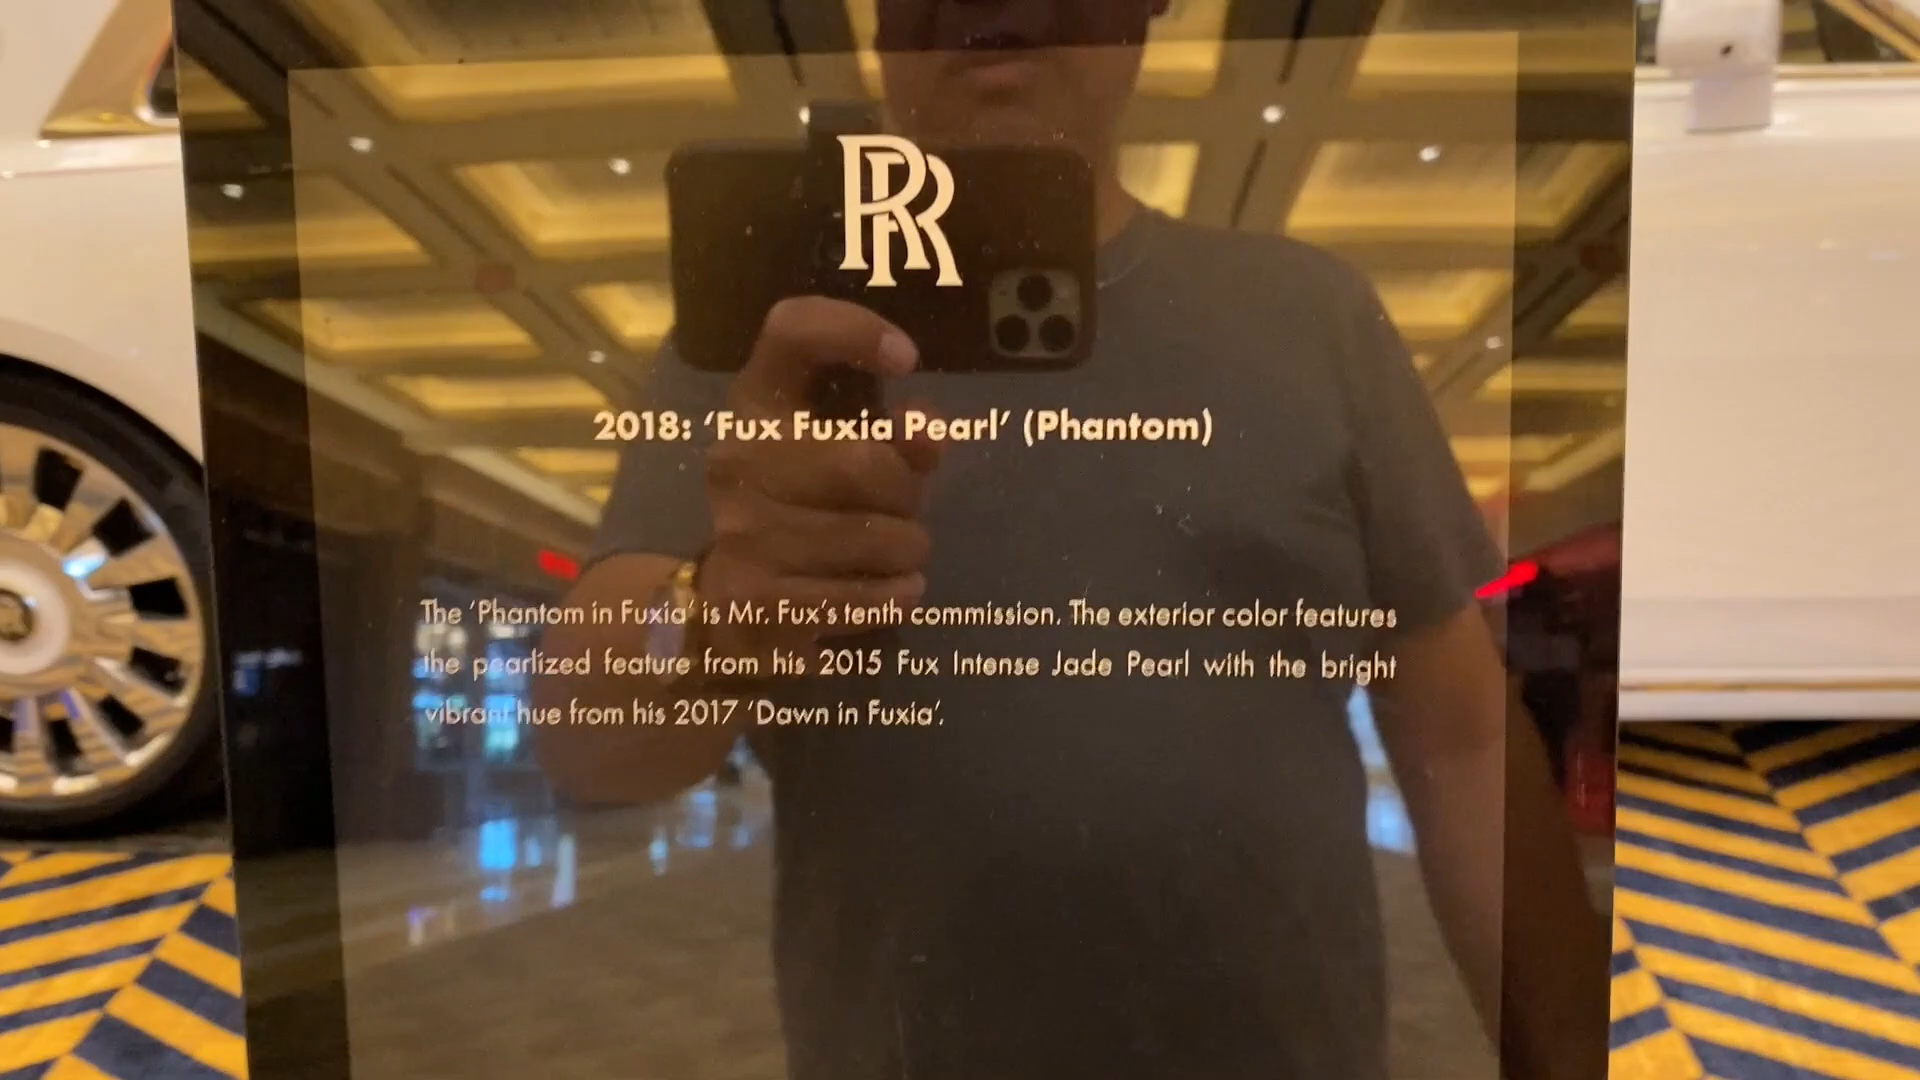 RR
2018: ‘Fux Fuxia Pearl’ (Phantom)
The ‘Phantom in Fuxia’ is Mr. Fux’s tenth commission. The exterior color features
the pearlized feature from his 2015 Fux Intense Jade Pearl with the bright
vibrant hue from his 2017 ‘Dawn in Fuxia’.